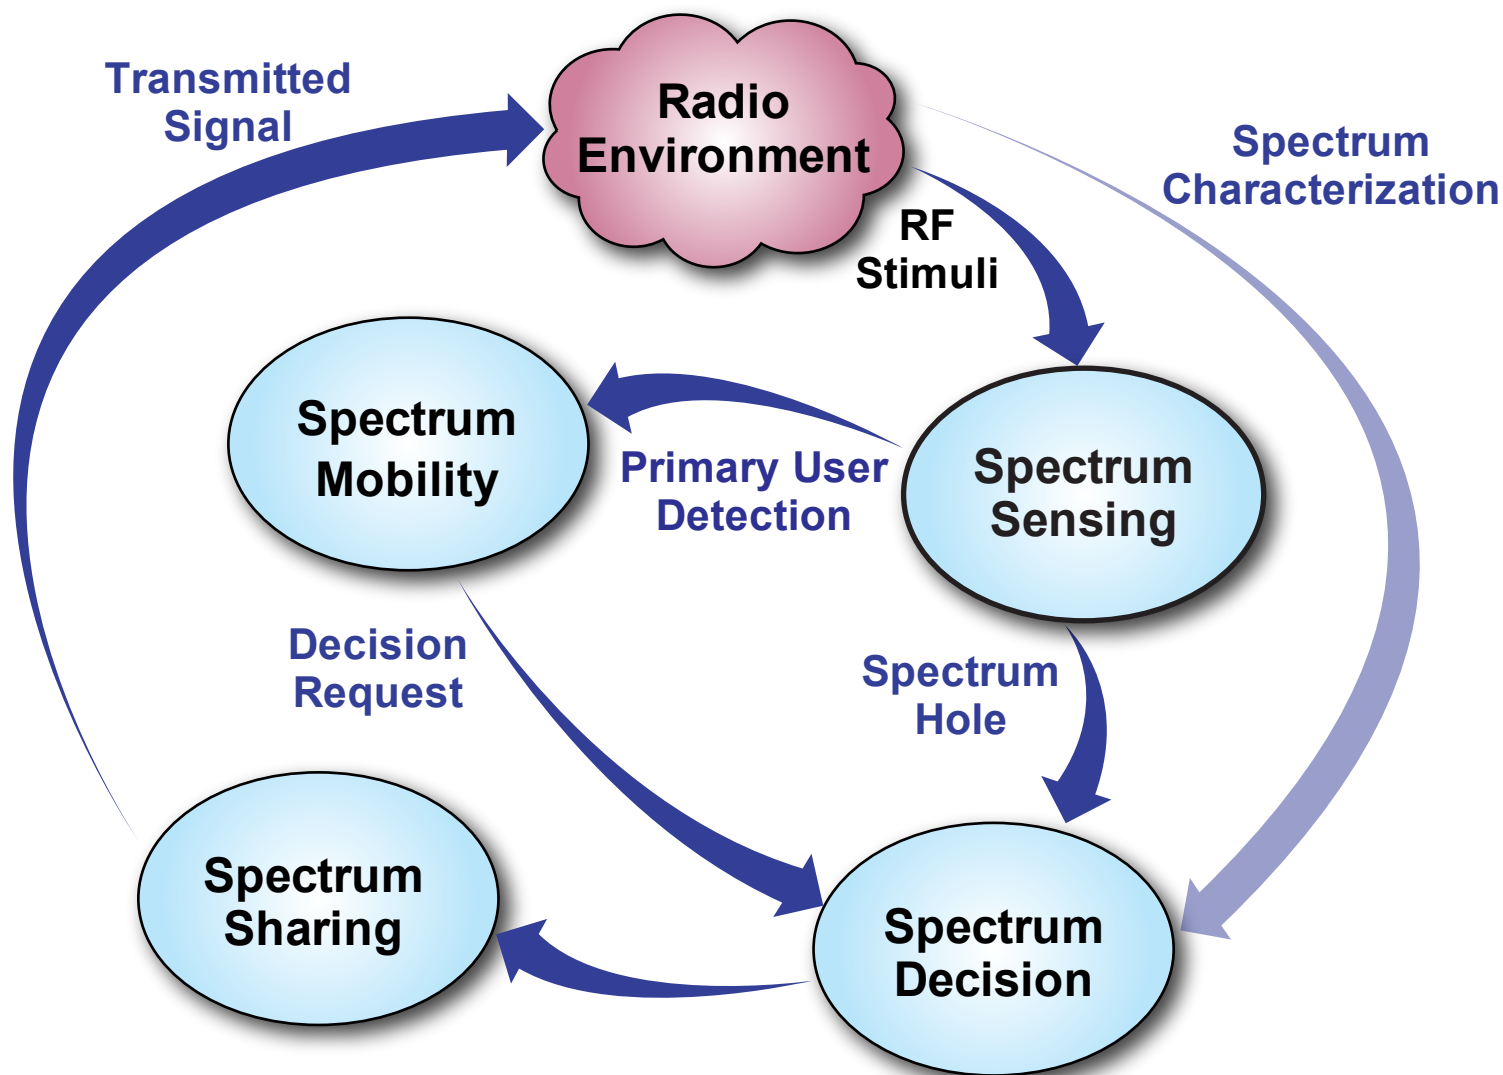 Transmitted
Signal
Radio
Environment
Spectrum
Characterization
RF
Stimuli
Spectrum
Mobility
Primary User
Detection
Spectrum
Sensing
Decision
Request
Spectrum
Hole
Spectrum
Sharing
Spectrum
Decision